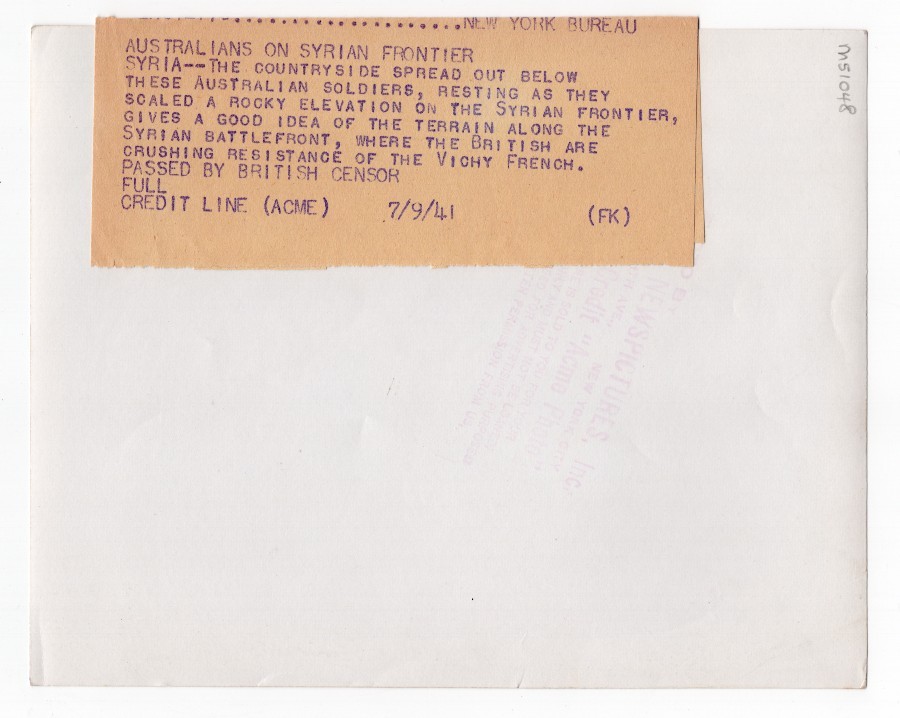 NEW YORK BUREAU
AUSTRALIANS ON SYRIAN FRONTIER
SYRIA--THE COUNTRYSIDE SPREAD OUT BELOW
THESE AUSTRALIAN SOLDIERS, RESTING AS THEY
SCALED A ROCKY ELEVATION ON THE SYRIAN FRONTIER,
GIVES A GOOD IDEA OF THE TERRAIN ALONG THE
SYRIAN BATTLEFRONT, WHERE THE BRITISH ARE
CRUSHING RESISTANCE OF THE VICHY FRENCH.
PASSED BY BRITISH CENSOR
FULL
CREDIT LINE (ACME) 7/9/41 (FK)
M51048
NEWSPICTURES, Inc
NEW YORK CITY
Credit "Acme Photo"